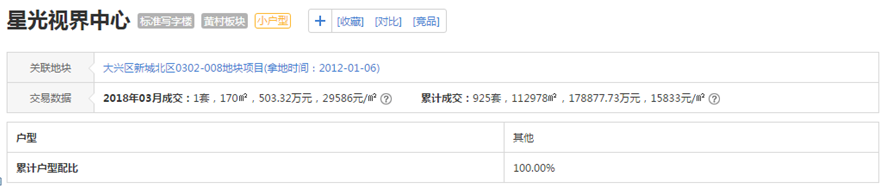 星光视界中心 标准写字楼 黄村板块 小户型 + [收藏] [对比] [竞品]
关联地块 大兴区新城北区0302-008地块项目(拿地时间：2012-01-06)
交易数据 2018年03月成交：1套，170㎡，503.32万元，29586元/㎡ ? 累计成交：925套，112978㎡，178877.73万元，15833元/㎡ ?
户型 其他
累计户型配比 100.00%